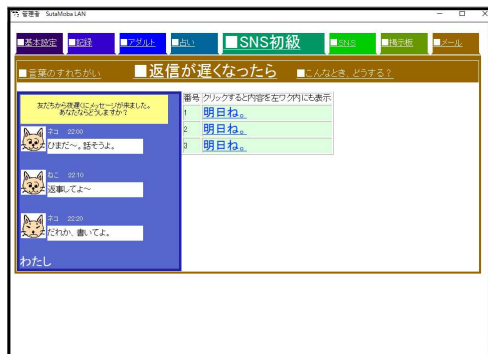 管理者 SutaMoba LAN
■基本設定 ■記録 ■アダルト ■占い ■SNS初級 ■SNS ■掲示板 ■メール
■言葉のすれちがい ■返信が遅くなったら ■こんなとき、どうする?
友だちから夜遅くにメッセージが来ました。
あなたならどうしますか?
ネコ 22:00
ひまだ～。話そうよ。
ねこ 22:10
返事してよ～
ネコ 22:20
だれか、書いてよ。
わたし
番号 クリックすると内容を左ワク内にも表示
1 明日ね。
2 明日ね。
3 明日ね。